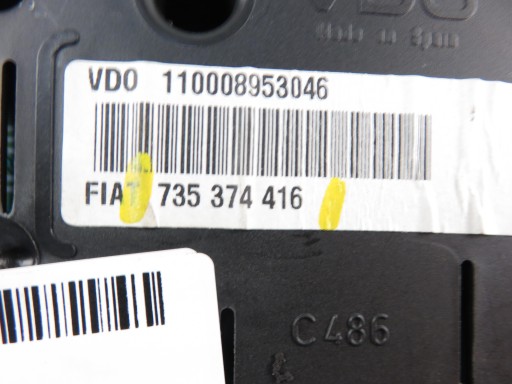 VDO
Made in Spain
VDO 110008953046
FIAT 735 374 416
C486